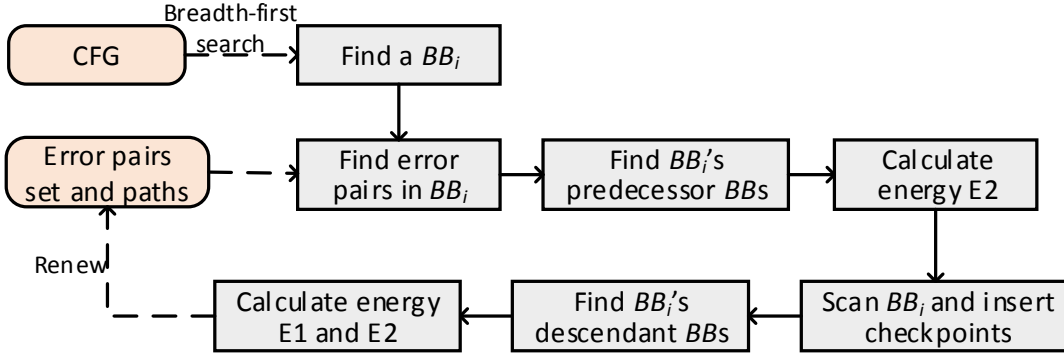 Breadth-first
search
CFG
Find a BBi
Error pairs
set and paths
Find error
pairs in BBi
Find BBi's
predecessor BBs
Calculate
energy E2
Renew
Calculate energy
E1 and E2
Find BBi's
descendant BBs
Scan BBi and insert
checkpoints